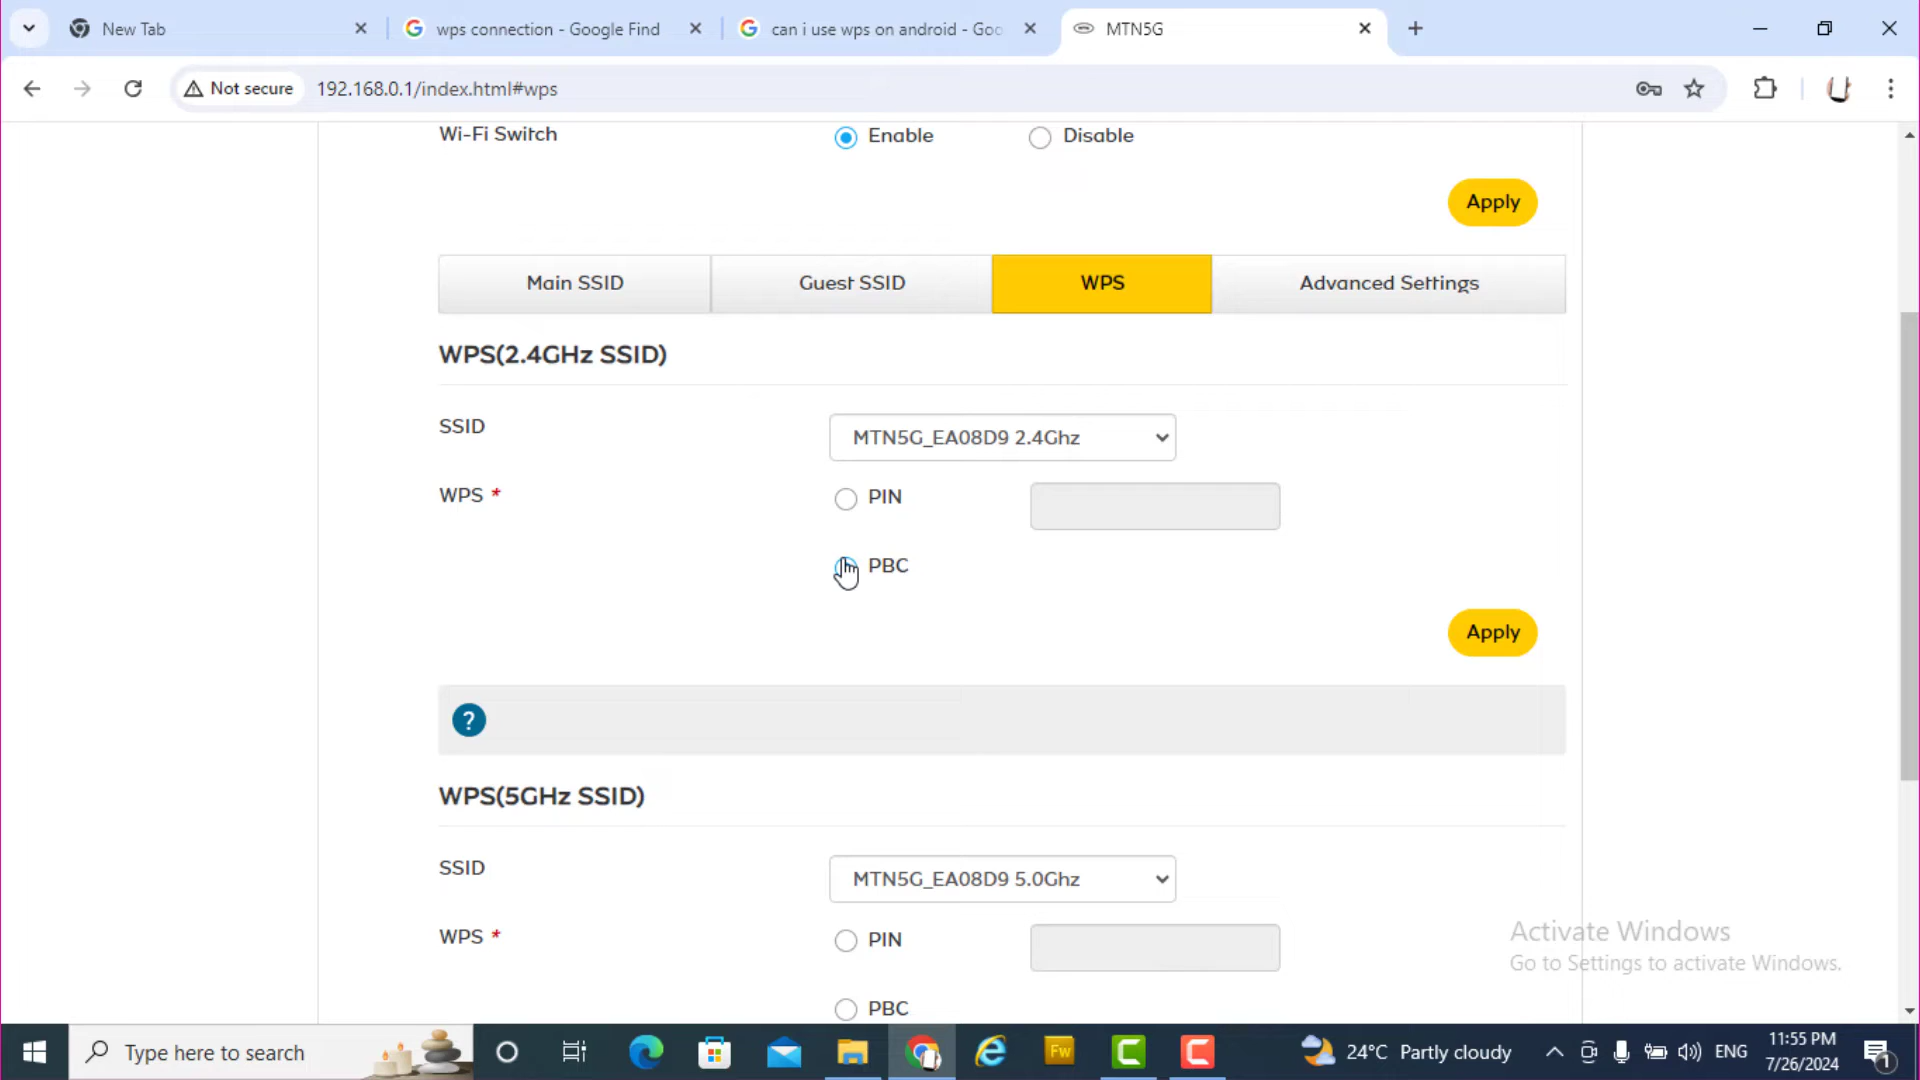 New Tab
wps connection - Google Find
can i use wps on android - Goo
MTN5G
Not secure
192.168.0.1/index.html#wps
Wi-Fi Switch
Enable
Disable
Apply
Main SSID
Guest SSID
WPS
Advanced Settings
WPS(2.4GHz SSID)
SSID
MTN5G_EA08D9 2.4Ghz
WPS *
PIN
PBC
Apply
?
WPS(5GHz SSID)
SSID
MTN5G_EA08D9 5.0Ghz
WPS *
PIN
PBC
Activate Windows
Go to Settings to activate Windows.
Type here to search
Fw
24°C Partly cloudy
ENG
11:55 PM
7/26/2024
1